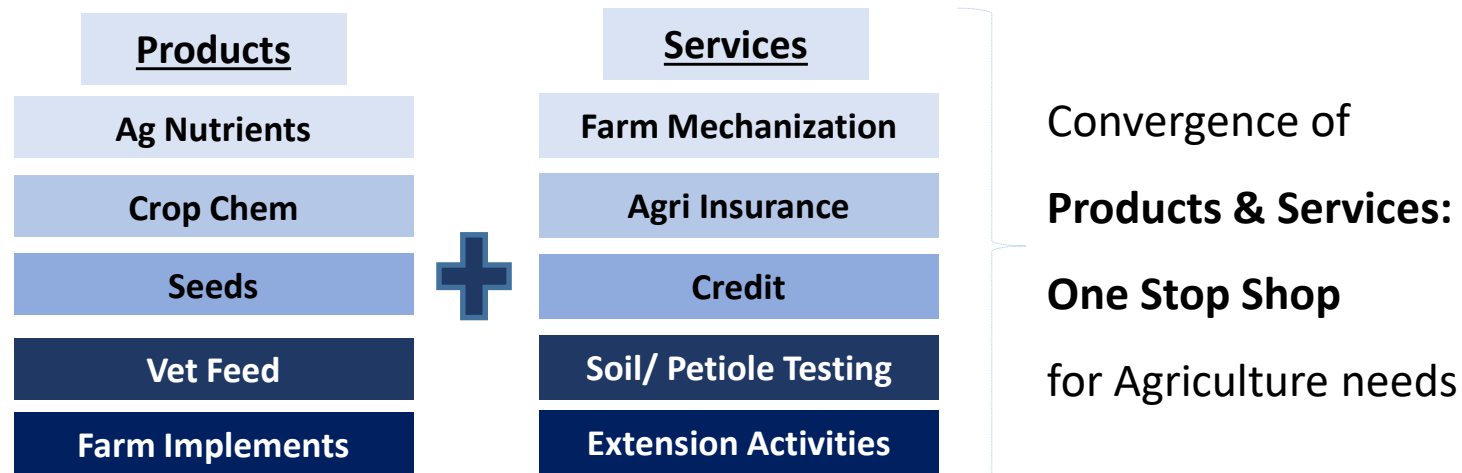 Products
Ag Nutrients
Crop Chem
Seeds
Vet Feed
Farm Implements
Services
Farm Mechanization
Agri Insurance
Credit
Soil/ Petiole Testing
Extension Activities
Convergence of
Products & Services:
One Stop Shop
for Agriculture needs